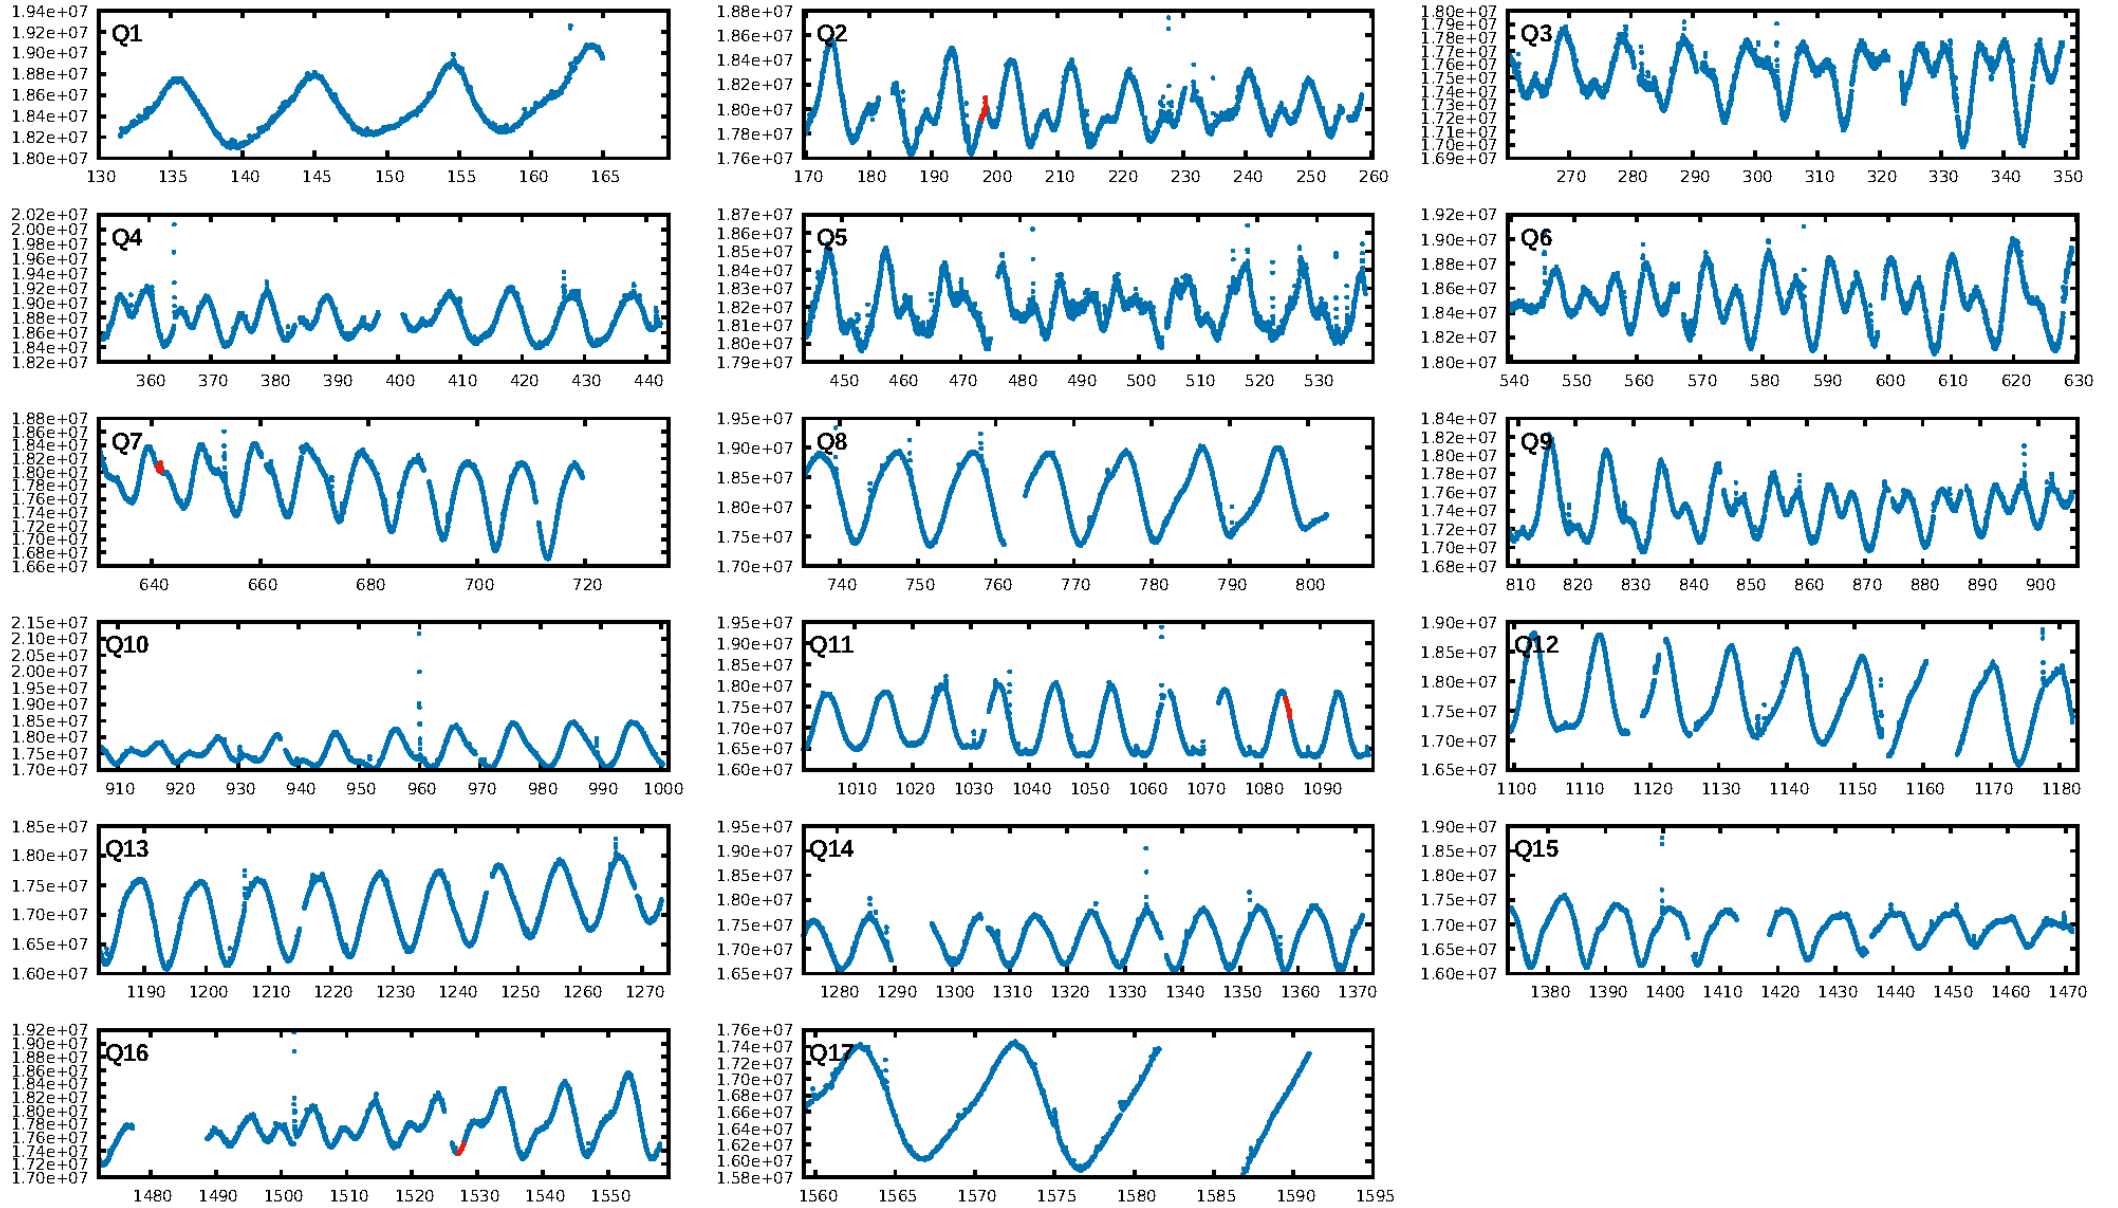 1.94e+07
1.92e+07
1.90e+07
1.88e+07
1.86e+07
1.84e+07
1.82e+07
1.80e+07
Q1
130 135 140 145 150 155 160 165
1.88e+07
1.86e+07
1.84e+07
1.82e+07
1.80e+07
1.78e+07
1.76e+07
Q2
170 180 190 200 210 220 230 240 250 260
1.80e+07
1.79e+07
1.78e+07
1.77e+07
1.76e+07
1.75e+07
1.74e+07
1.73e+07
1.72e+07
1.71e+07
1.70e+07
1.69e+07
Q3
270 280 290 300 310 320 330 340 350
2.02e+07
2.00e+07
1.98e+07
1.96e+07
1.94e+07
1.92e+07
1.90e+07
1.88e+07
1.86e+07
1.84e+07
1.82e+07
Q4
360 370 380 390 400 410 420 430 440
1.87e+07
1.86e+07
1.85e+07
1.84e+07
1.83e+07
1.82e+07
1.81e+07
1.80e+07
1.79e+07
Q5
450 460 470 480 490 500 510 520 530
1.92e+07
1.90e+07
1.88e+07
1.86e+07
1.84e+07
1.82e+07
1.80e+07
Q6
540 550 560 570 580 590 600 610 620 630
1.88e+07
1.86e+07
1.84e+07
1.82e+07
1.80e+07
1.78e+07
1.76e+07
1.74e+07
1.72e+07
1.70e+07
1.68e+07
1.66e+07
Q7
640 660 680 700 720
1.95e+07
1.90e+07
1.85e+07
1.80e+07
1.75e+07
1.70e+07
Q8
740 750 760 770 780 790 800
1.84e+07
1.82e+07
1.80e+07
1.78e+07
1.76e+07
1.74e+07
1.72e+07
1.70e+07
1.68e+07
Q9
810 820 830 840 850 860 870 880 890 900
2.15e+07
2.10e+07
2.05e+07
2.00e+07
1.95e+07
1.90e+07
1.85e+07
1.80e+07
1.75e+07
1.70e+07
Q10
910 920 930 940 950 960 970 980 990 1000
1.95e+07
1.90e+07
1.85e+07
1.80e+07
1.75e+07
1.70e+07
1.65e+07
1.60e+07
Q11
1010 1020 1030 1040 1050 1060 1070 1080 1090
1.90e+07
1.85e+07
1.80e+07
1.75e+07
1.70e+07
1.65e+07
Q12
1100 1110 1120 1130 1140 1150 1160 1170 1180
1.85e+07
1.80e+07
1.75e+07
1.70e+07
1.65e+07
1.60e+07
Q13
1190 1200 1210 1220 1230 1240 1250 1260 1270
1.95e+07
1.90e+07
1.85e+07
1.80e+07
1.75e+07
1.70e+07
1.65e+07
Q14
1280 1290 1300 1310 1320 1330 1340 1350 1360 1370
1.90e+07
1.85e+07
1.80e+07
1.75e+07
1.70e+07
1.65e+07
1.60e+07
Q15
1380 1390 1400 1410 1420 1430 1440 1450 1460 1470
1.92e+07
1.90e+07
1.88e+07
1.86e+07
1.84e+07
1.82e+07
1.80e+07
1.78e+07
1.76e+07
1.74e+07
1.72e+07
1.70e+07
Q16
1480 1490 1500 1510 1520 1530 1540 1550
1.76e+07
1.74e+07
1.72e+07
1.70e+07
1.68e+07
1.66e+07
1.64e+07
1.62e+07
1.60e+07
1.58e+07
Q17
1560 1565 1570 1575 1580 1585 1590 1595